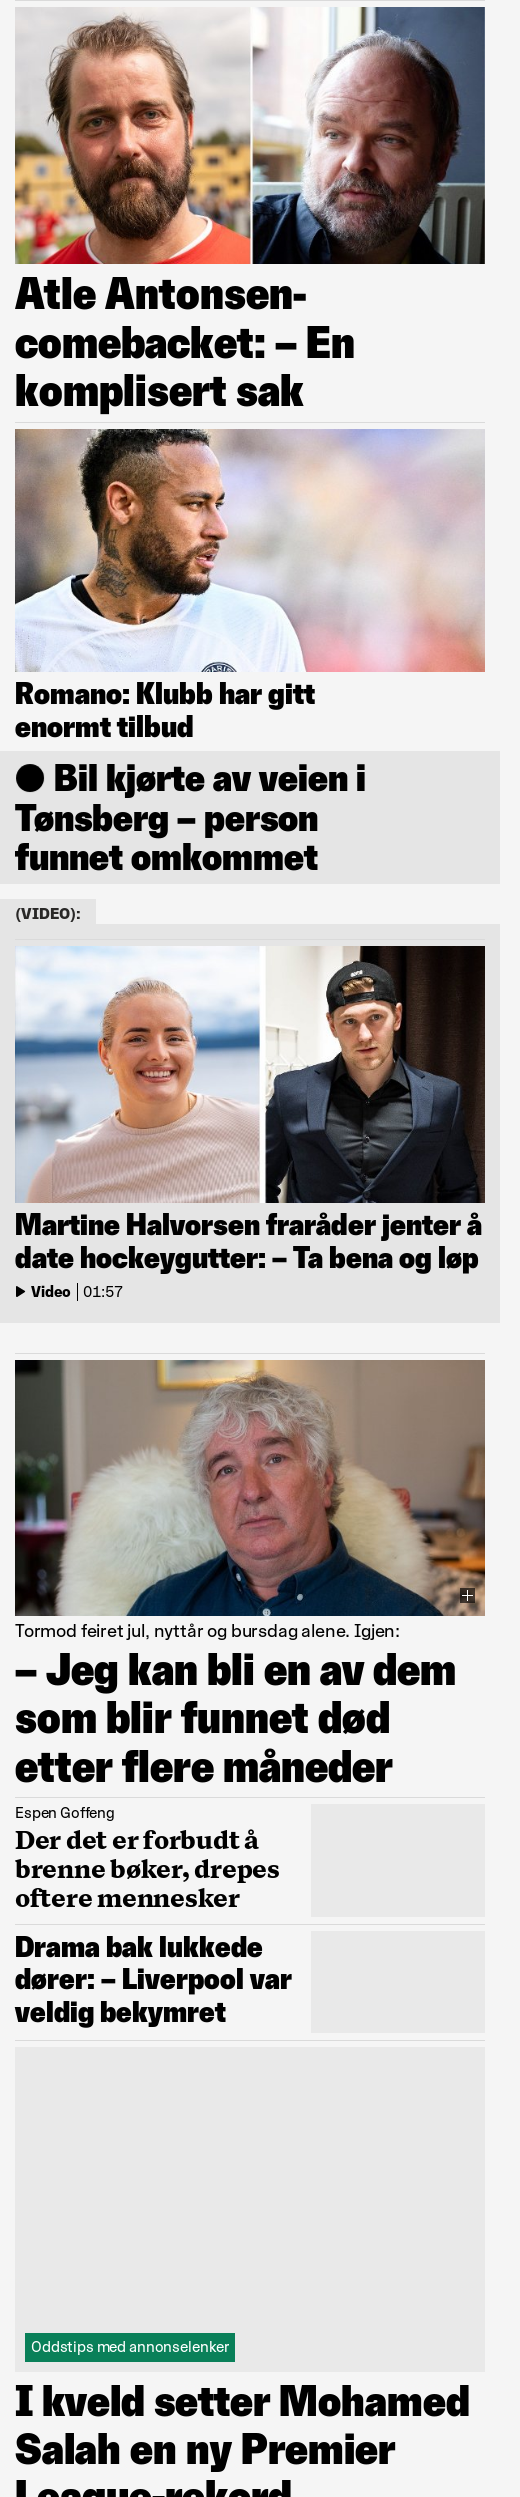 Atle Antonsen-
comebacket: – En
komplisert sak
Romano: Klubb har gitt
enormt tilbud
● Bil kjørte av veien i
Tønsberg – person
funnet omkommet
(VIDEO):
Martine Halvorsen fraråder jenter å
date hockeygutter: – Ta bena og løp
Video | 01:57
Tormod feiret jul, nyttår og bursdag alene. Igjen:
– Jeg kan bli en av dem
som blir funnet død
etter flere måneder
Espen Goffeng
Der det er forbudt å
brenne bøker, drepes
oftere mennesker
Drama bak lukkede
dører: – Liverpool var
veldig bekymret
Oddstips med annonselenker
I kveld setter Mohamed
Salah en ny Premier
League-rekord